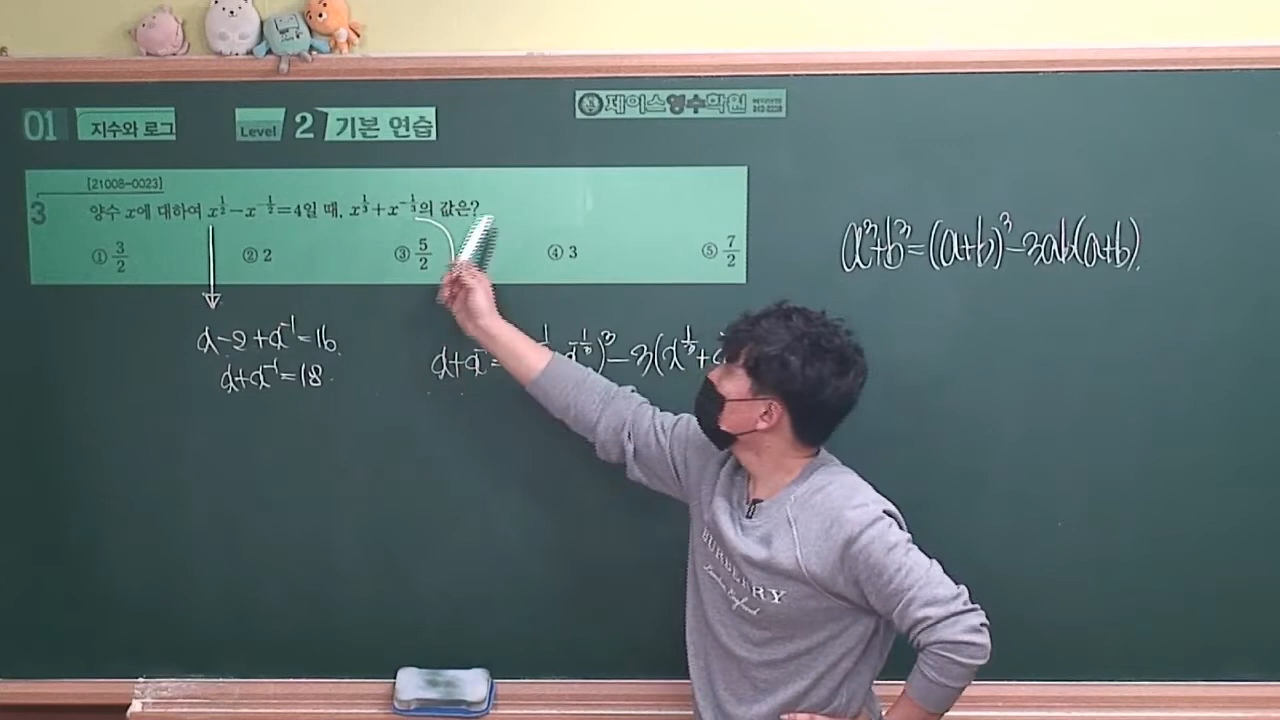 01 지수와 로그
Level 2 기본 연습
제이스영수학원
[21008-0023]
3 양수 x에 대하여 x^{1/2}-x^{-1/2}=4일 때, x^{1/3}+x^{-1/3}의 값은?
① 3/2 ② 2 ③ 5/2 ④ 3 ⑤ 7/2
a³+b³=(a+b)³-3ab(a+b).
x-2+x⁻¹=16.
x+x⁻¹=18.
BURBERRY
London England